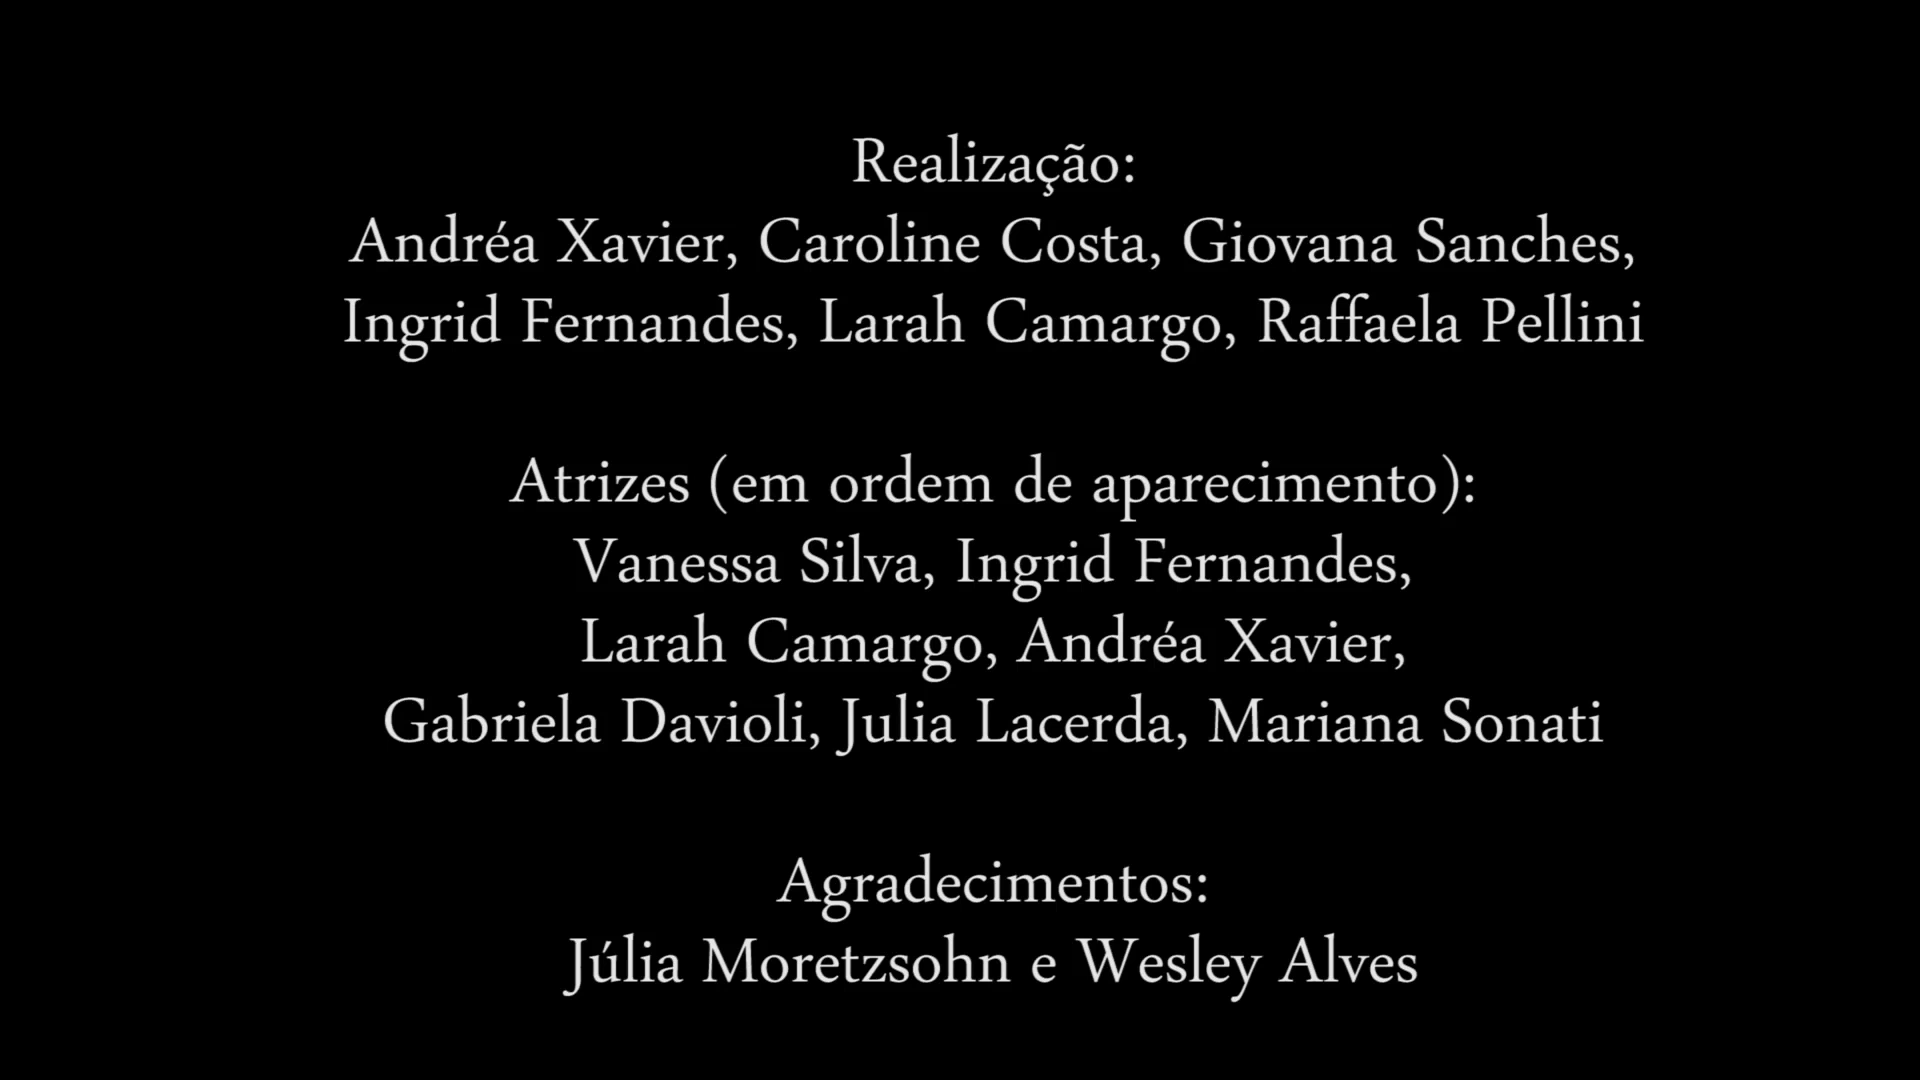 Realização:
Andréa Xavier, Caroline Costa, Giovana Sanches,
Ingrid Fernandes, Larah Camargo, Raffaela Pellini
Atrizes (em ordem de aparecimento):
Vanessa Silva, Ingrid Fernandes,
Larah Camargo, Andréa Xavier,
Gabriela Davioli, Julia Lacerda, Mariana Sonati
Agradecimentos:
Júlia Moretzsohn e Wesley Alves